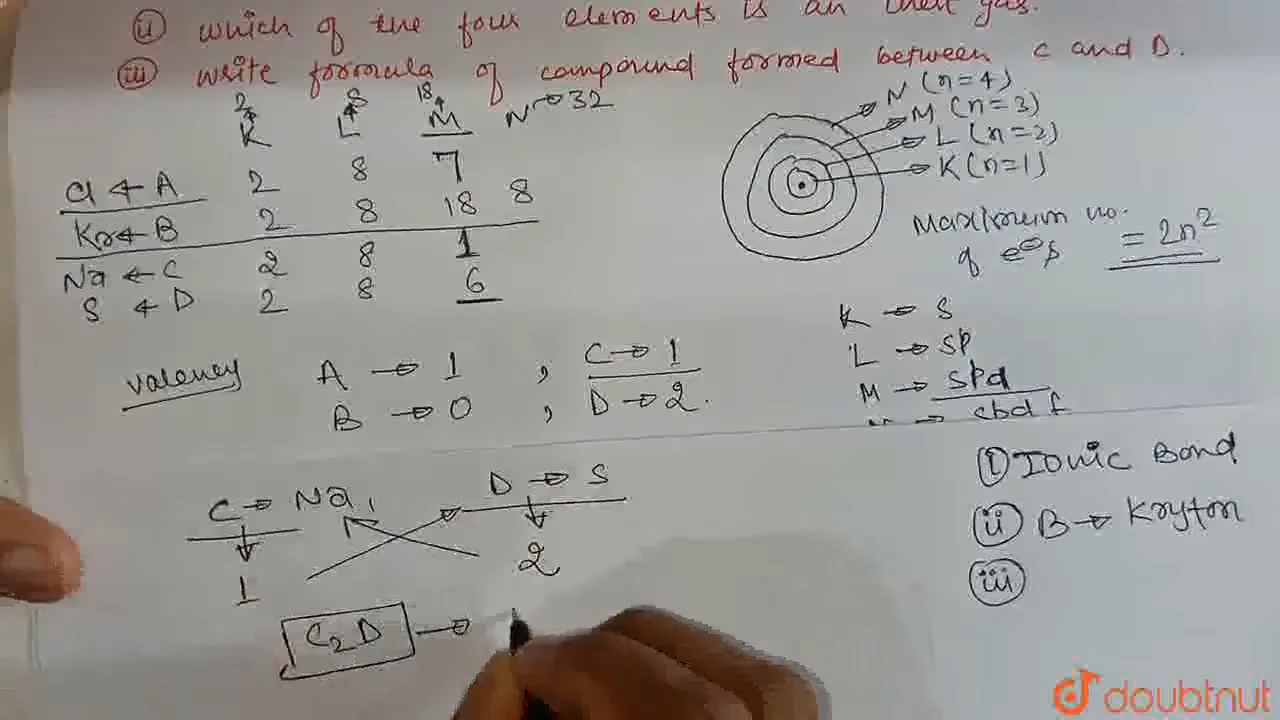 (ii) which of the four elements is an inert gas.
(iii) write formula of compound formed between C and D.
2 8 18
K L M N → 32
Cl ← A 2 8 7
Kr ← B 2 8 18 8
Na ← C 2 8 1
S ← D 2 8 6
N (n=4)
M (n=3)
L (n=2)
K (n=1)
Maximum no.
of e⊖s = 2n²
K → S
L → SP
M → SPd
valency A → 1 , C → 1
B → 0 , D → 2.
C → Na, D → S
1 2
C₂D →
(i) Ionic Bond
(ii) B → Kryton
(iii)
doubtnut